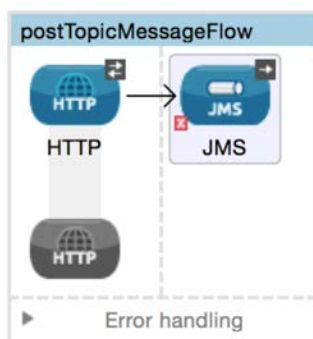 postTopicMessageFlow
HTTP
JMS
HTTP
JMS
HTTP
Error handling